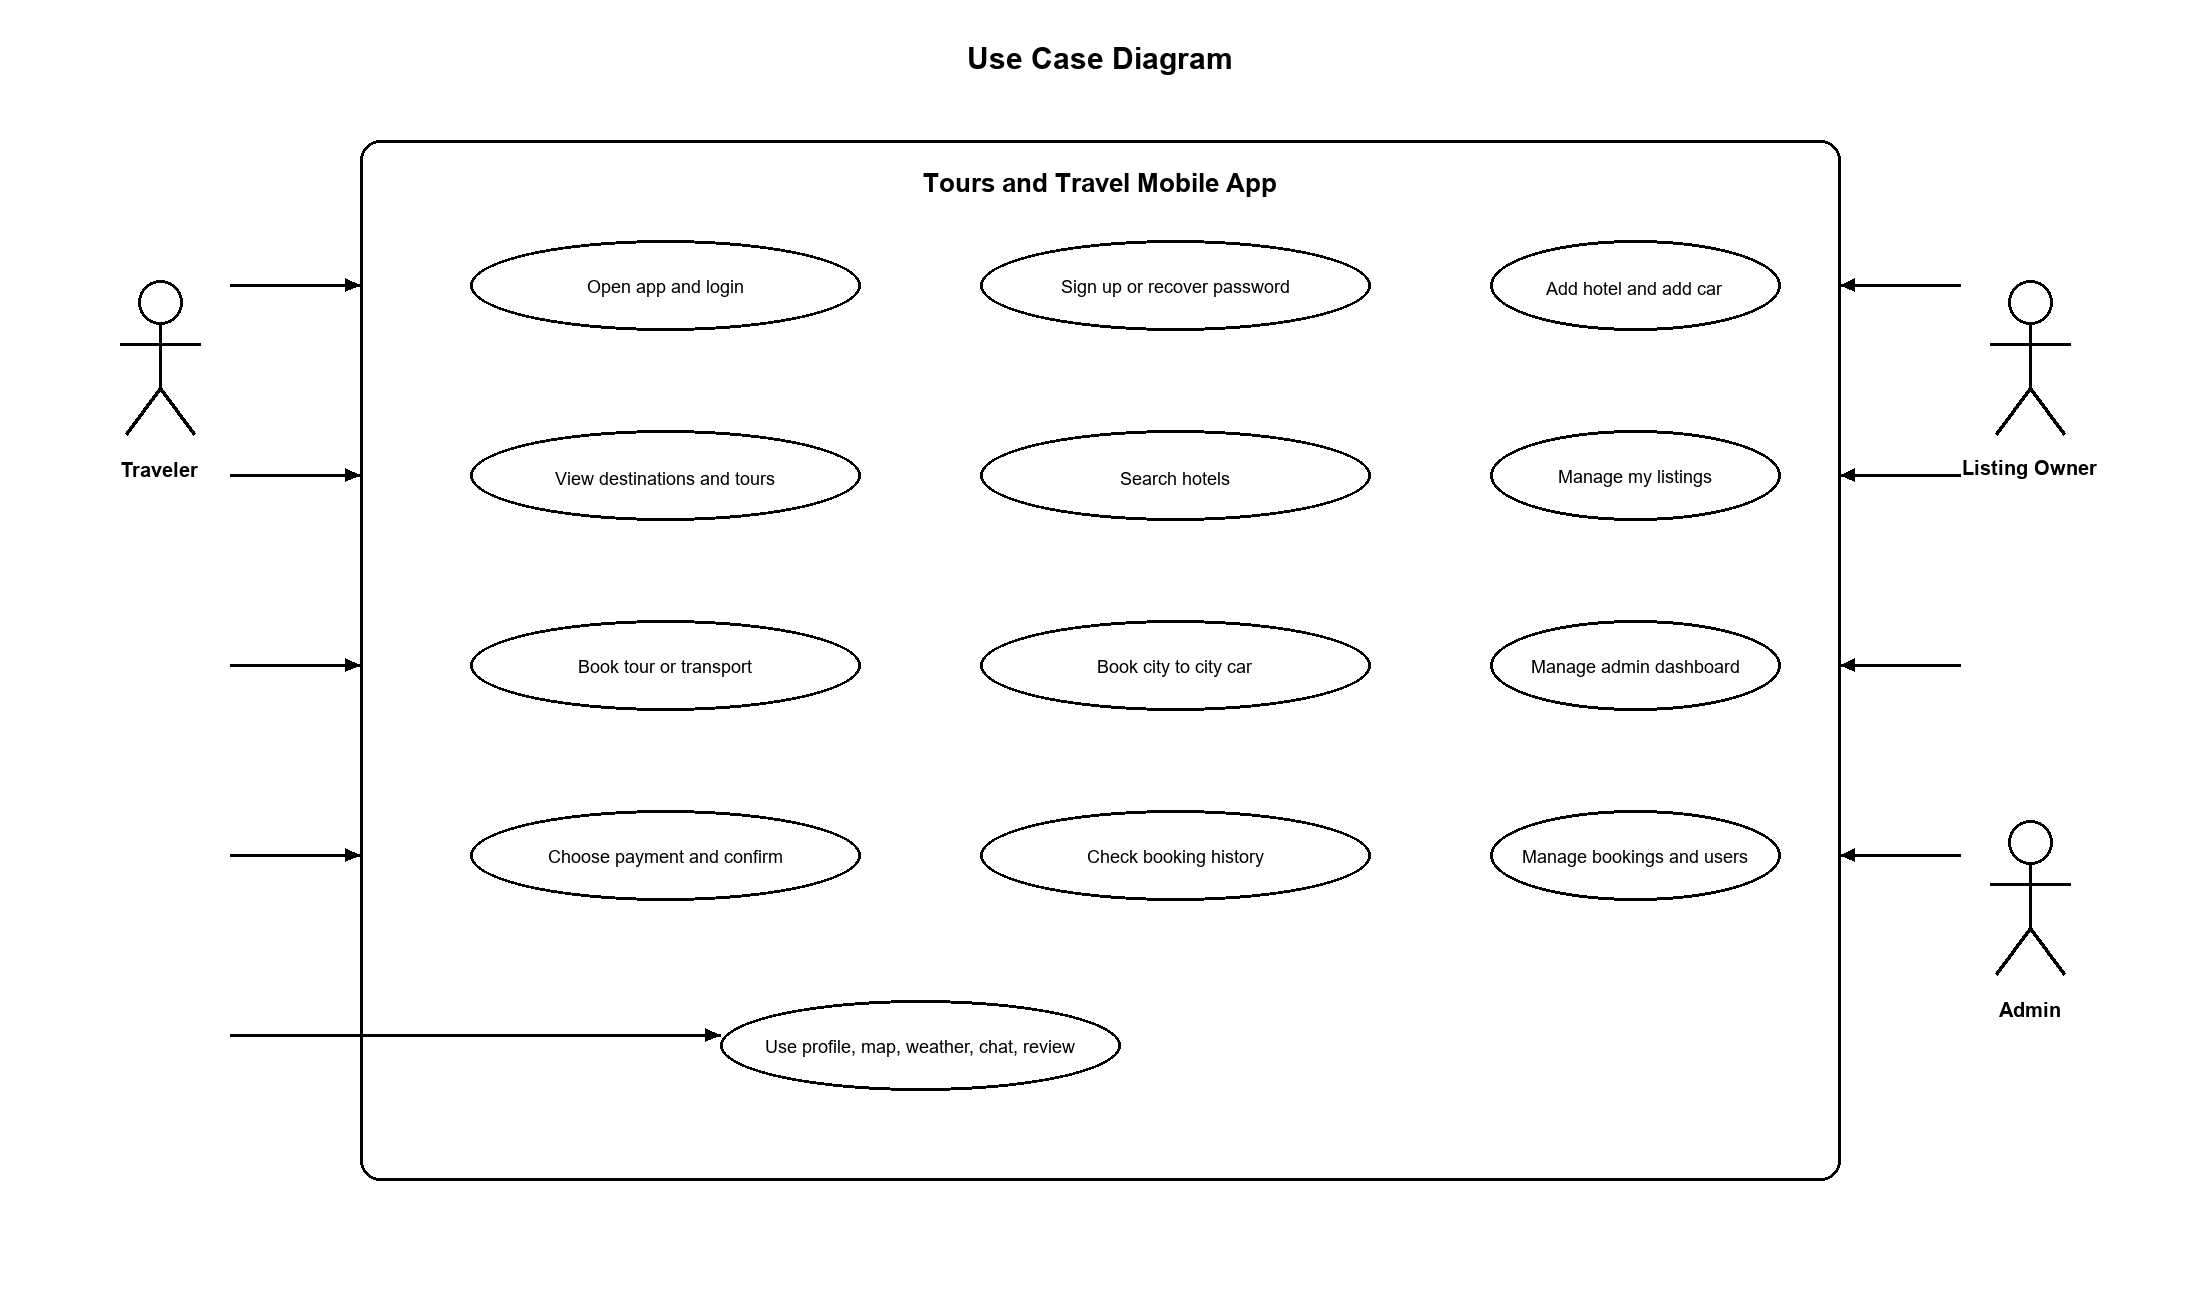 Use Case Diagram
Tours and Travel Mobile App
Open app and login
Sign up or recover password
Add hotel and add car
Traveler
View destinations and tours
Search hotels
Manage my listings
Listing Owner
Book tour or transport
Book city to city car
Manage admin dashboard
Choose payment and confirm
Check booking history
Manage bookings and users
Admin
Use profile, map, weather, chat, review